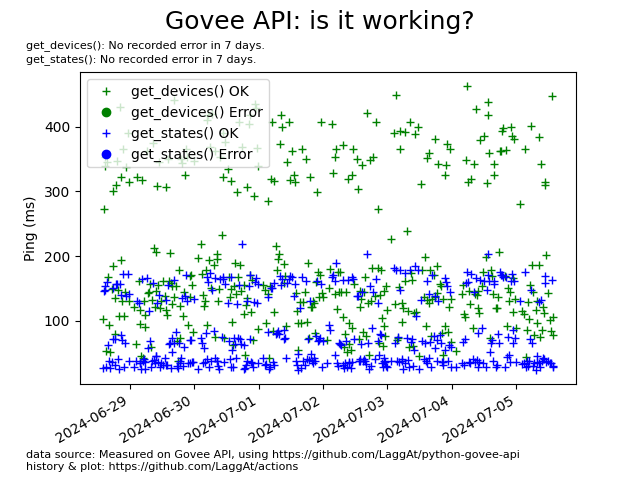 Govee API: is it working?
get_devices(): No recorded error in 7 days.
get_states(): No recorded error in 7 days.
get_devices() OK
get_devices() Error
get_states() OK
get_states() Error
Ping (ms)
400
300
200
100
2024-06-29
2024-06-30
2024-07-01
2024-07-02
2024-07-03
2024-07-04
2024-07-05
data source: Measured on Govee API, using https://github.com/LaggAt/python-govee-api
history & plot: https://github.com/LaggAt/actions